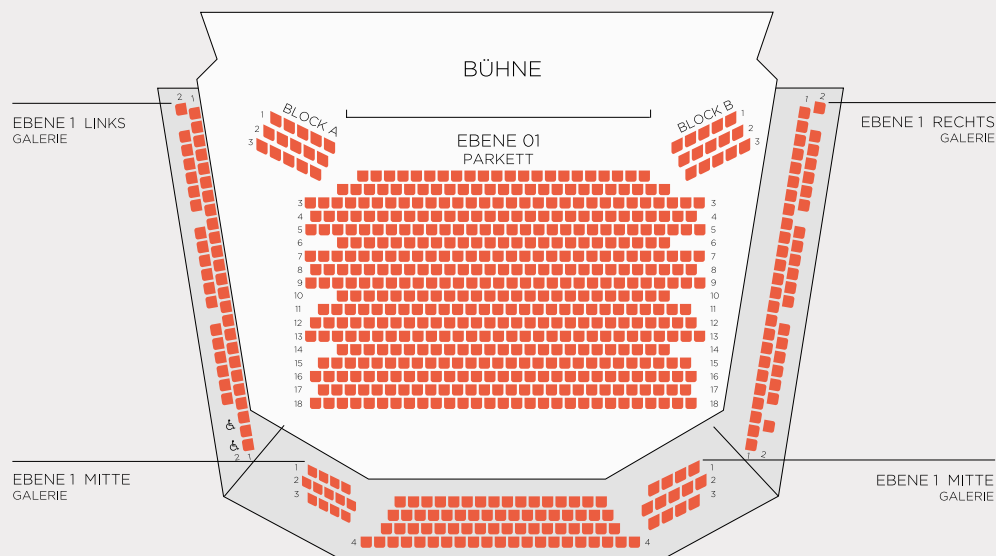 BÜHNE
2 1
1 2
EBENE 1 LINKS
GALERIE
EBENE 1 RECHTS
GALERIE
1 BLOCK A
2
3
BLOCK B 1
2
3
EBENE 01
PARKETT
3 3
4 4
5 5
6 6
7 7
8 8
9 9
10 10
11 11
12 12
13 13
14 14
15 15
16 16
17 17
18 18
2 1
1 2
EBENE 1 MITTE
GALERIE
1
2
3
1
2
3
EBENE 1 MITTE
GALERIE
4 4